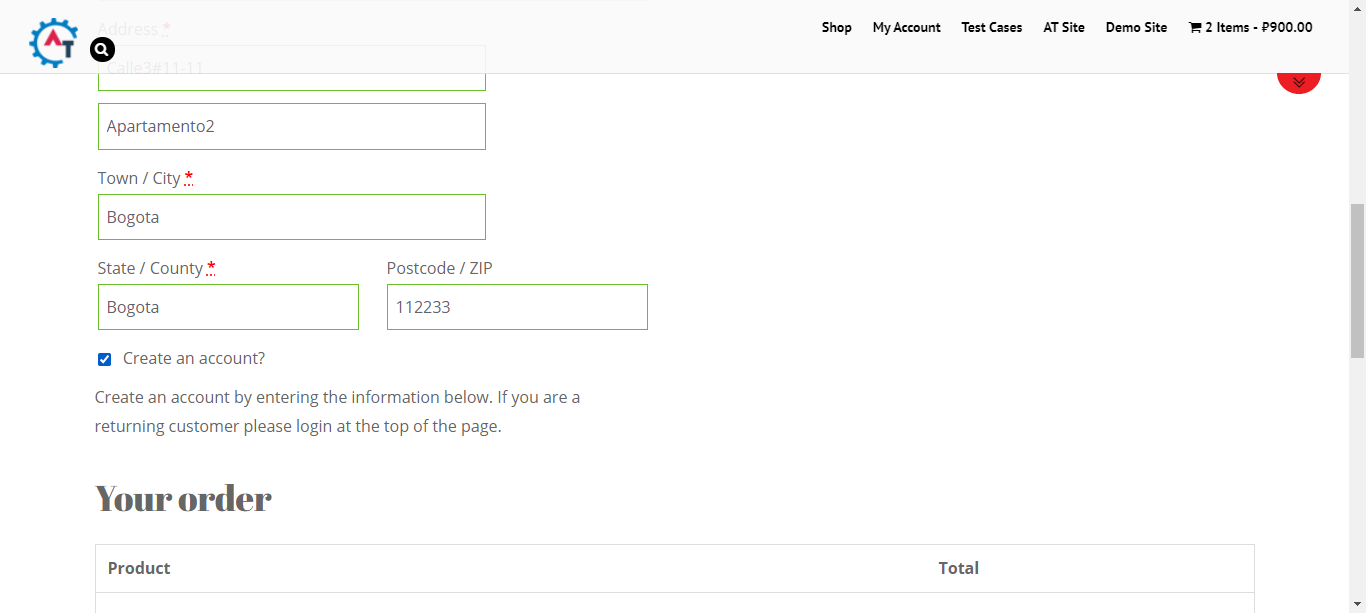 Address *
Shop My Account Test Cases AT Site Demo Site 2 Items - ₽900.00
AT
Calle3#11-11
Apartamento2
Town / City *
Bogota
State / County * Postcode / ZIP
Bogota 112233
Create an account?
Create an account by entering the information below. If you are a
returning customer please login at the top of the page.
Your order
Product Total